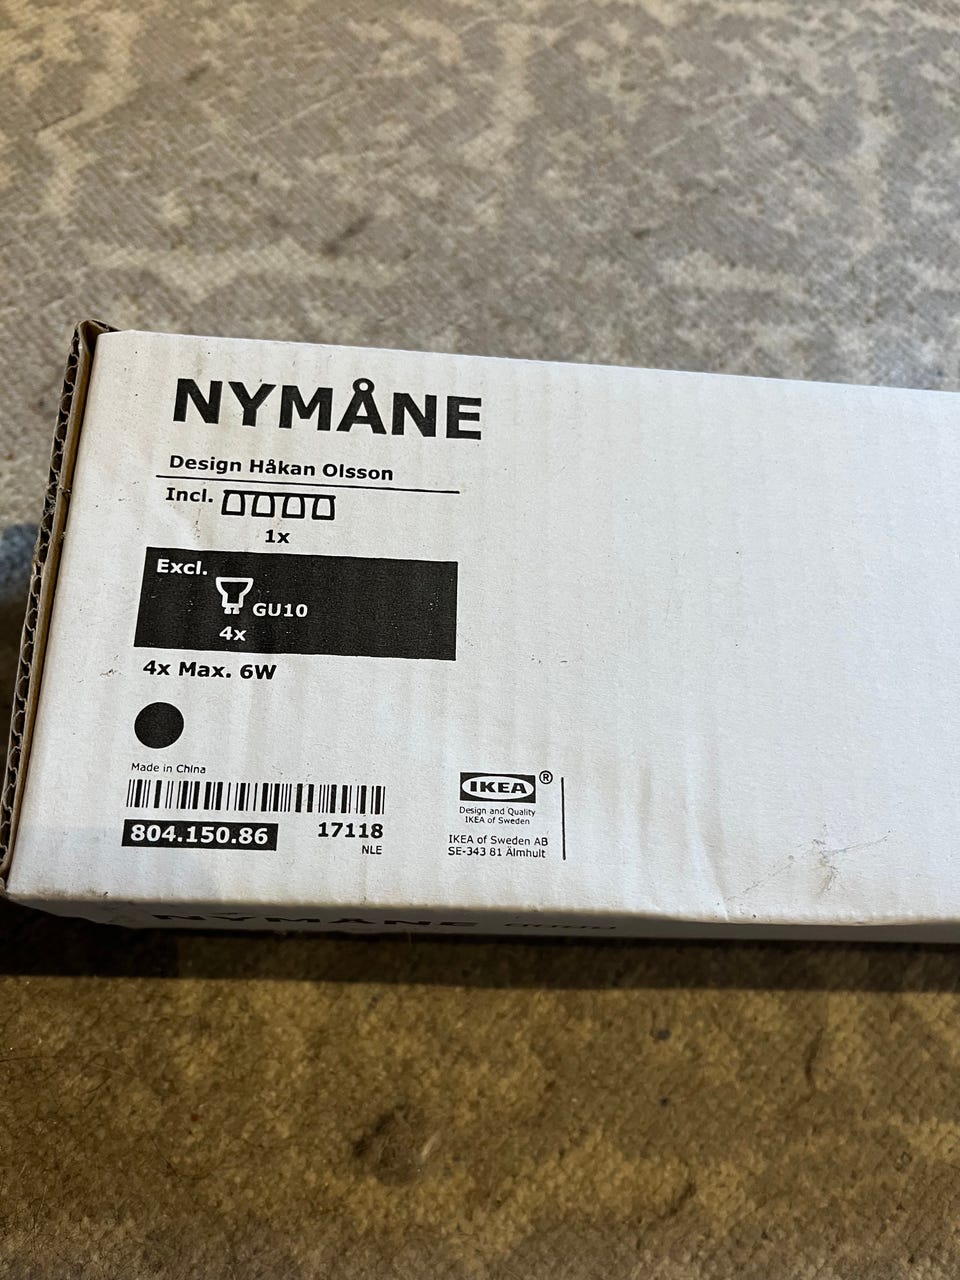 NYMÅNE
Design Håkan Olsson
Incl.
1x
Excl.
GU10
4x
4x Max. 6W
Made in China
804.150.86
17118
NLE
IKEA®
Design and Quality
IKEA of Sweden
IKEA of Sweden AB
SE-343 81 Älmhult
NYMÅNE